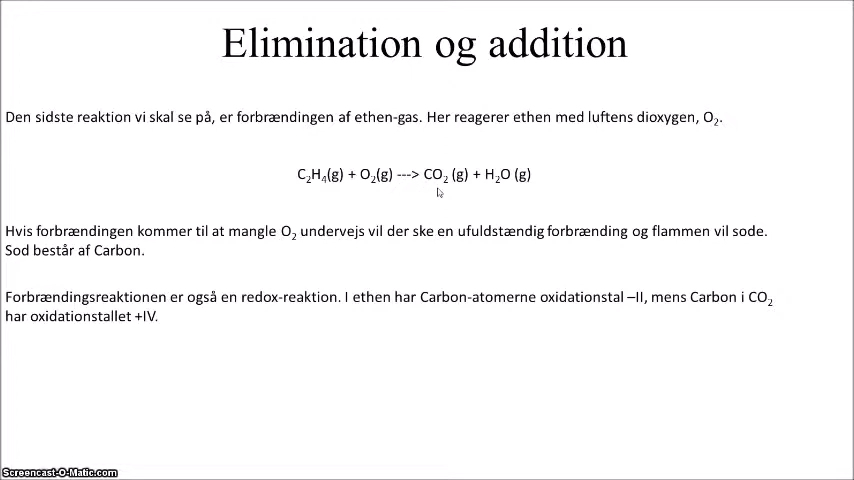 Elimination og addition
Den sidste reaktion vi skal se på, er forbrændingen af ethen-gas. Her reagerer ethen med luftens dioxygen, O₂.
C₂H₄(g) + O₂(g) ---> CO₂ (g) + H₂O (g)
Hvis forbrændingen kommer til at mangle O₂ undervejs vil der ske en ufuldstændig forbrænding og flammen vil sode.
Sod består af Carbon.
Forbrændingsreaktionen er også en redox-reaktion. I ethen har Carbon-atomerne oxidationstal –II, mens Carbon i CO₂
har oxidationstallet +IV.
Screencast-O-Matic.com